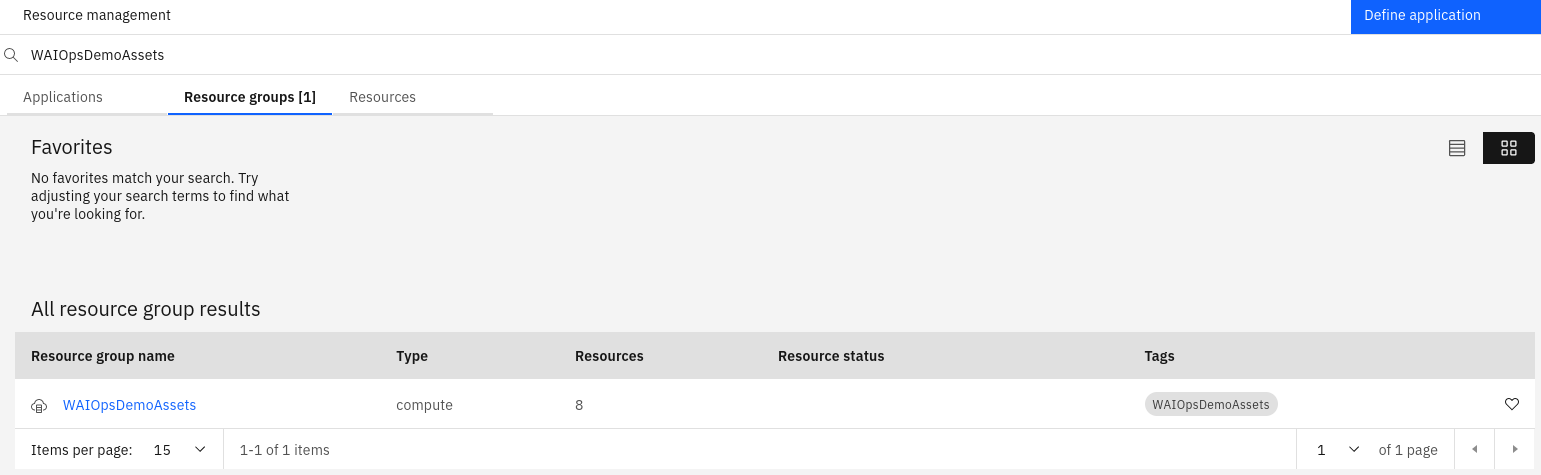 Resource management
Define application
WAIOpsDemoAssets
Applications Resource groups [1] Resources
Favorites
No favorites match your search. Try
adjusting your search terms to find what
you're looking for.
All resource group results
Resource group name Type Resources Resource status Tags
WAIOpsDemoAssets compute 8 WAIOpsDemoAssets
Items per page: 15 1-1 of 1 items 1 of 1 page